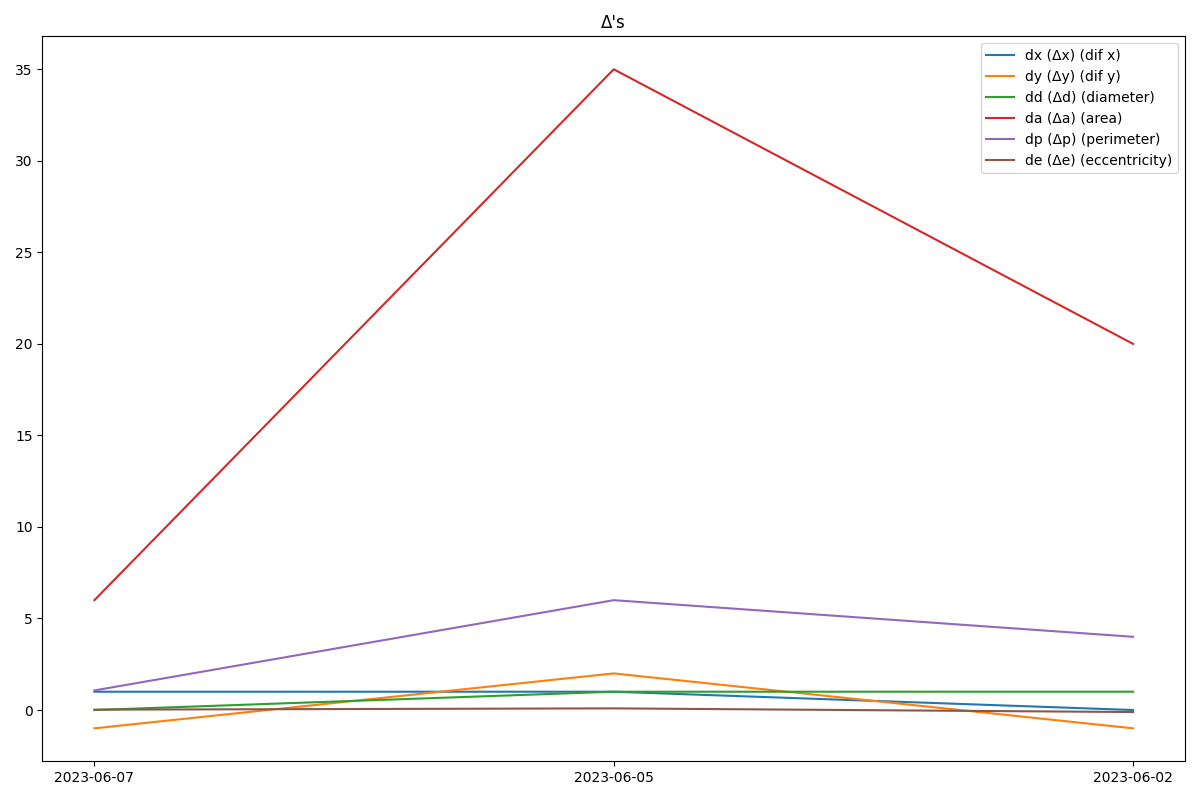 Δ's
dx (Δx) (dif x)
dy (Δy) (dif y)
dd (Δd) (diameter)
da (Δa) (area)
dp (Δp) (perimeter)
de (Δe) (eccentricity)
35
30
25
20
15
10
5
0
2023-06-07 2023-06-05 2023-06-02